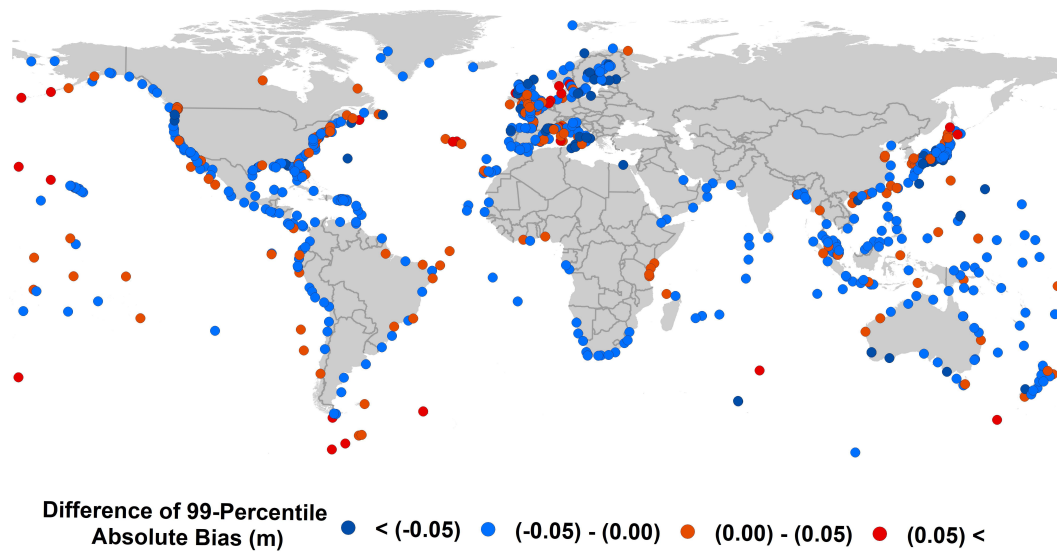 Difference of 99-Percentile
Absolute Bias (m)
< (-0.05)
(-0.05) - (0.00)
(0.00) - (0.05)
(0.05) <